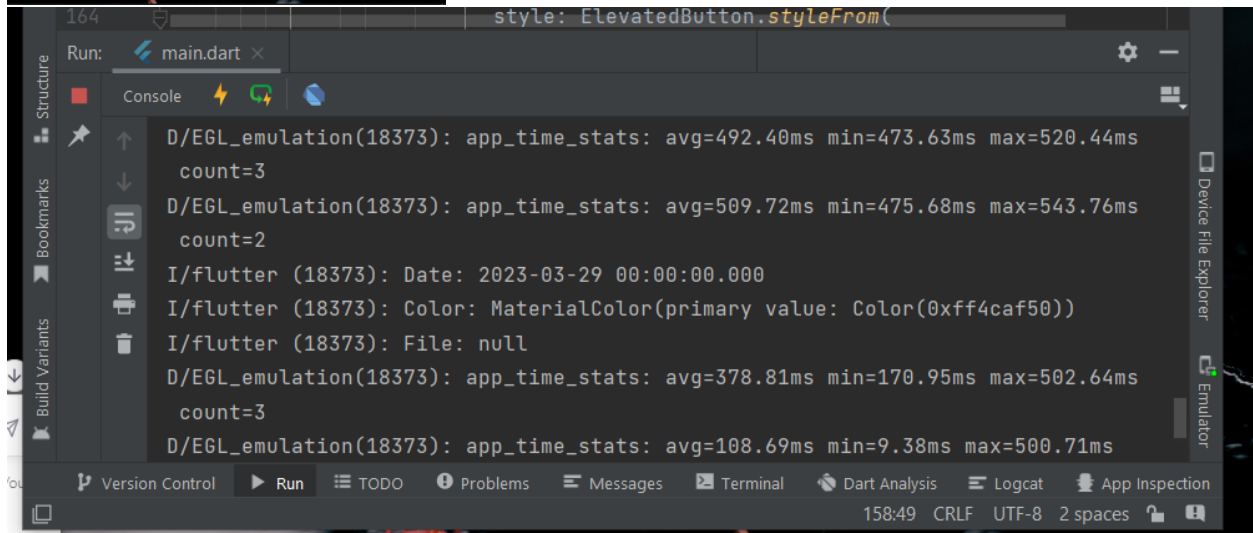 164 style: ElevatedButton.styleFrom(
Run: main.dart
Console
D/EGL_emulation(18373): app_time_stats: avg=492.40ms min=473.63ms max=520.44ms
count=3
D/EGL_emulation(18373): app_time_stats: avg=509.72ms min=475.68ms max=543.76ms
count=2
I/flutter (18373): Date: 2023-03-29 00:00:00.000
I/flutter (18373): Color: MaterialColor(primary value: Color(0xff4caf50))
I/flutter (18373): File: null
D/EGL_emulation(18373): app_time_stats: avg=378.81ms min=170.95ms max=502.64ms
count=3
D/EGL_emulation(18373): app_time_stats: avg=108.69ms min=9.38ms max=500.71ms
Structure
Bookmarks
Build Variants
Device File Explorer
Emulator
Version Control Run TODO Problems Messages Terminal Dart Analysis Logcat App Inspection
158:49 CRLF UTF-8 2 spaces